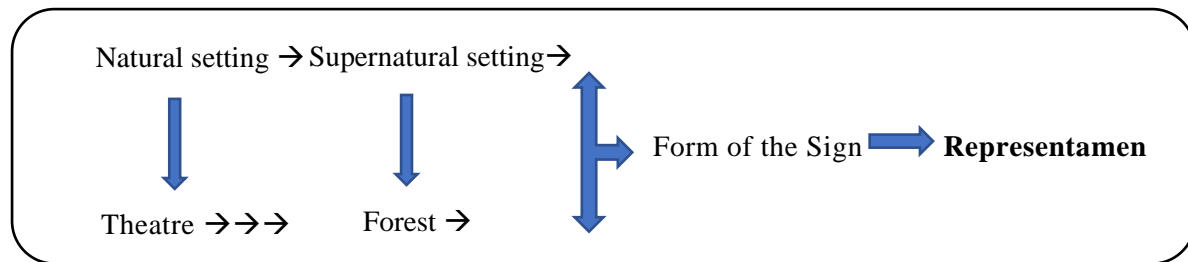 Natural setting → Supernatural setting→
Form of the Sign Representamen
Theatre →→→ Forest →